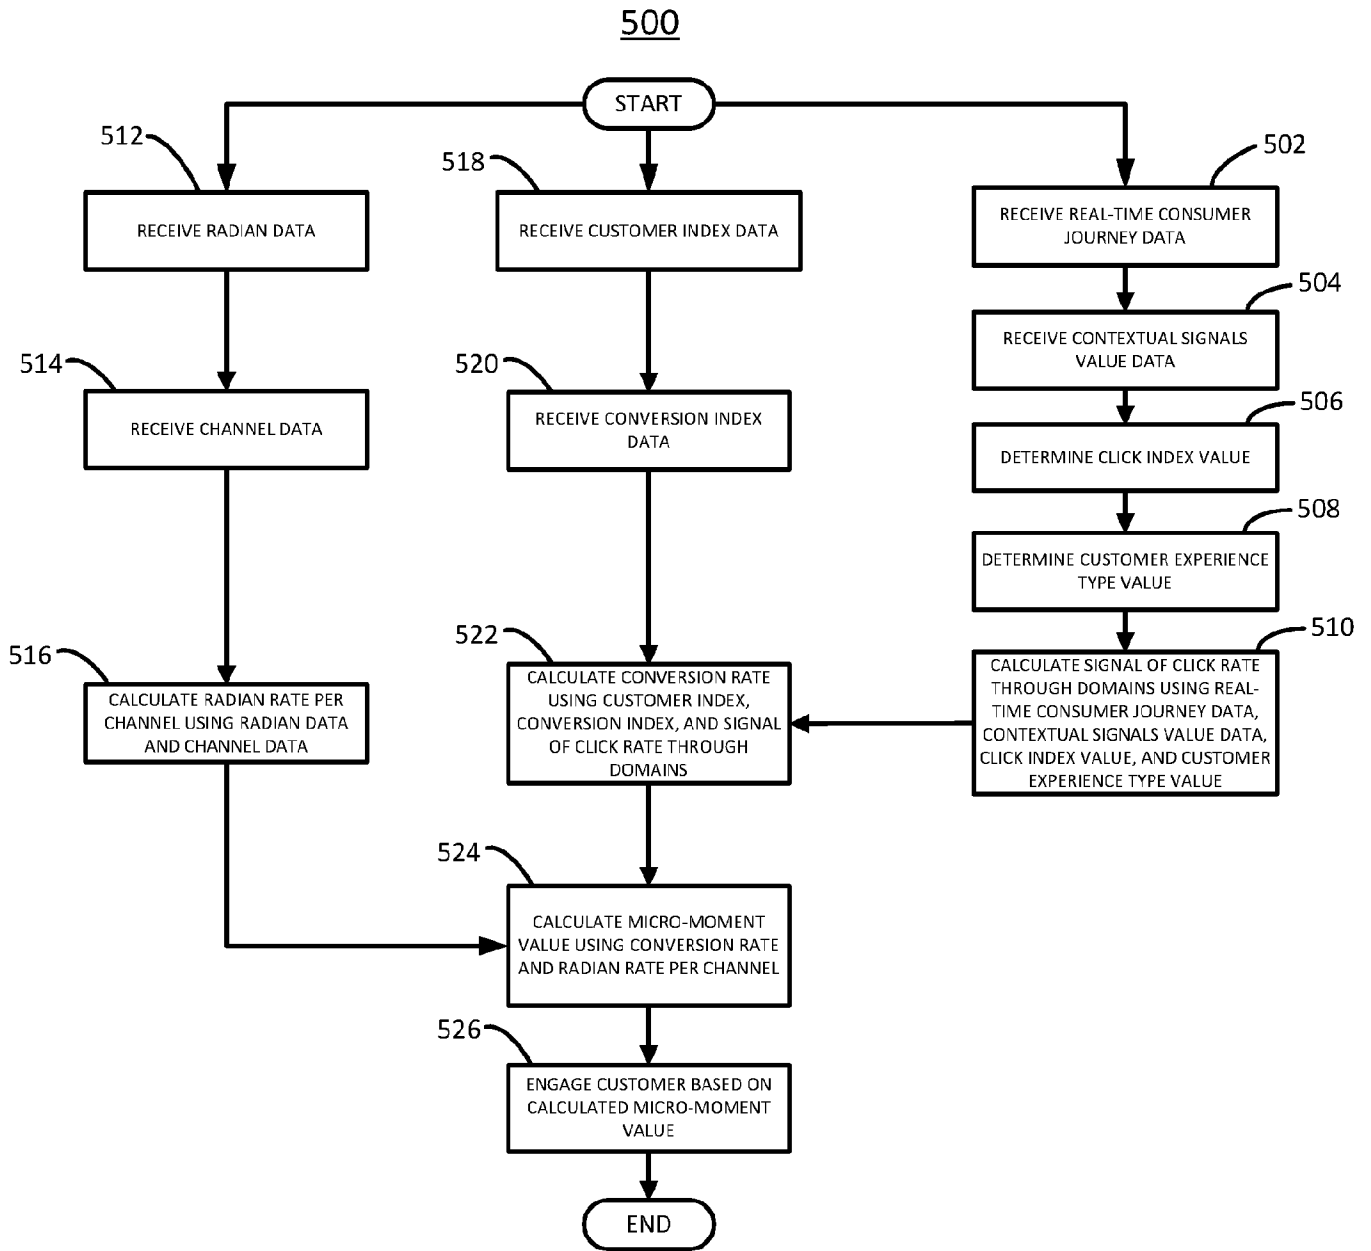 500
START
512
RECEIVE RADIAN DATA
514
RECEIVE CHANNEL DATA
516
CALCULATE RADIAN RATE PER
CHANNEL USING RADIAN DATA
AND CHANNEL DATA
518
RECEIVE CUSTOMER INDEX DATA
520
RECEIVE CONVERSION INDEX
DATA
522
CALCULATE CONVERSION RATE
USING CUSTOMER INDEX,
CONVERSION INDEX, AND SIGNAL
OF CLICK RATE THROUGH
DOMAINS
502
RECEIVE REAL-TIME CONSUMER
JOURNEY DATA
504
RECEIVE CONTEXTUAL SIGNALS
VALUE DATA
506
DETERMINE CLICK INDEX VALUE
508
DETERMINE CUSTOMER EXPERIENCE
TYPE VALUE
510
CALCULATE SIGNAL OF CLICK RATE
THROUGH DOMAINS USING REAL-
TIME CONSUMER JOURNEY DATA,
CONTEXTUAL SIGNALS VALUE DATA,
CLICK INDEX VALUE, AND CUSTOMER
EXPERIENCE TYPE VALUE
524
CALCULATE MICRO-MOMENT
VALUE USING CONVERSION RATE
AND RADIAN RATE PER CHANNEL
526
ENGAGE CUSTOMER BASED ON
CALCULATED MICRO-MOMENT
VALUE
END